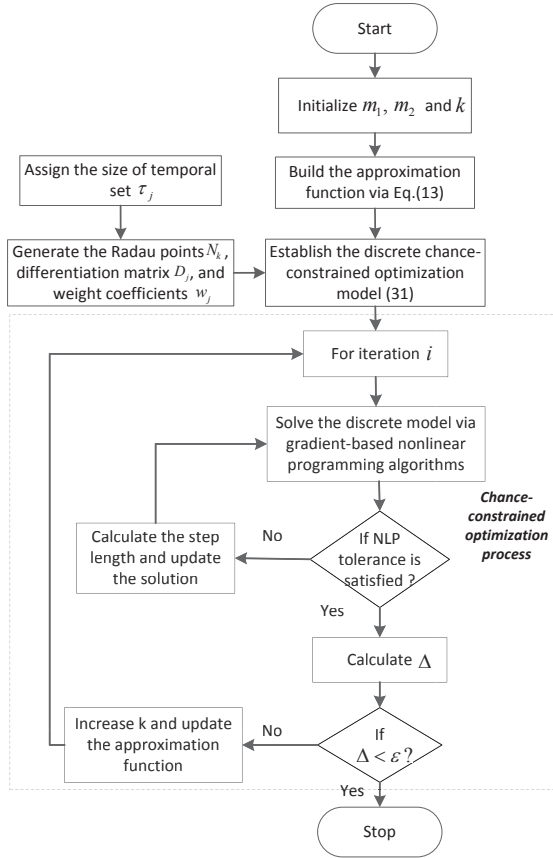 Start
Initialize m₁, m₂ and k
Assign the size of temporal
set τⱼ
Build the approximation
function via Eq.(13)
Generate the Radau points Nₖ,
differentiation matrix Dⱼ, and
weight coefficients wⱼ
Establish the discrete chance-
constrained optimization
model (31)
For iteration i
Solve the discrete model via
gradient-based nonlinear
programming algorithms
Chance-
constrained
optimization
process
If NLP
tolerance is
satisfied ?
No
Calculate the step
length and update
the solution
Yes
Calculate Δ
If
Δ < ε ?
No
Increase k and update
the approximation
function
Yes
Stop